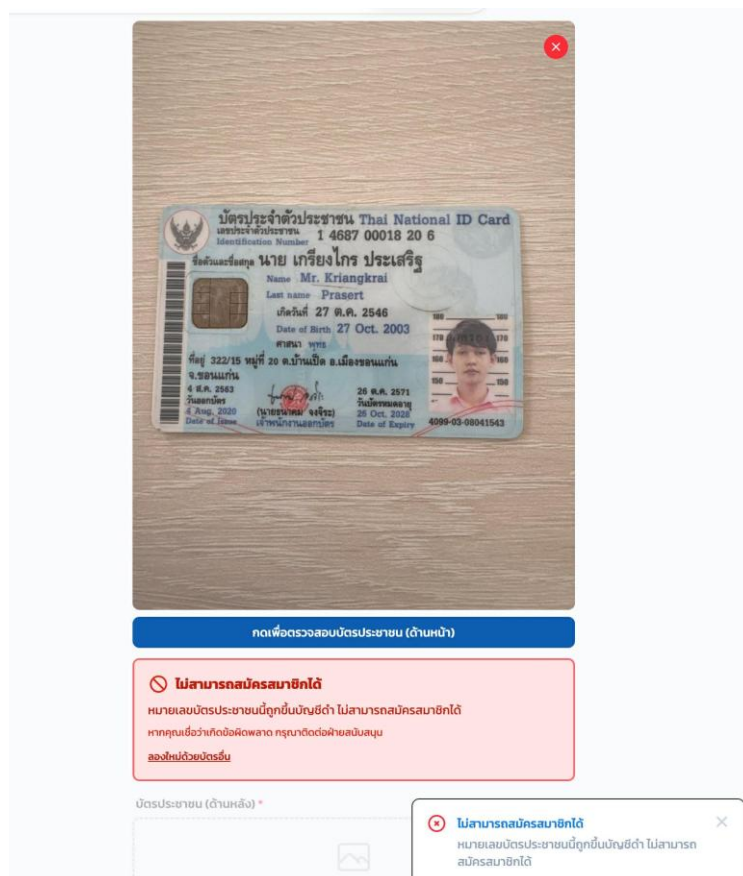 บัตรประจำตัวประชาชน Thai National ID Card
เลขประจำตัวประชาชน 1 4687 00018 20 6
Identification Number
ชื่อตัวและชื่อสกุล นาย เกรียงไกร ประเสริฐ
Name Mr. Kriangkrai
Last name Prasert
เกิดวันที่ 27 ต.ค. 2546
Date of Birth 27 Oct. 2003
ศาสนา พุทธ
ที่อยู่ 322/15 หมู่ที่ 20 ต.บ้านเป็ด อ.เมืองขอนแก่น
จ.ขอนแก่น
4 ส.ค. 2563
วันออกบัตร
4 Aug. 2020
Date of Issue
เจ้าพนักงานออกบัตร
26 ต.ค. 2571
วันบัตรหมดอายุ
26 Oct. 2028
Date of Expiry
180 180
170 170
160 160
150 150
4099-03-08041543
กดเพื่อตรวจสอบบัตรประชาชน (ด้านหน้า)
ไม่สามารถสมัครสมาชิกได้
หมายเลขบัตรประชาชนนี้ถูกขึ้นบัญชีดำ ไม่สามารถสมัครสมาชิกได้
หากคุณเชื่อว่าเกิดข้อผิดพลาด กรุณาติดต่อฝ่ายสนับสนุน
ลองใหม่ด้วยบัตรอื่น
บัตรประชาชน (ด้านหลัง) *
ไม่สามารถสมัครสมาชิกได้
หมายเลขบัตรประชาชนนี้ถูกขึ้นบัญชีดำ ไม่สามารถ
สมัครสมาชิกได้